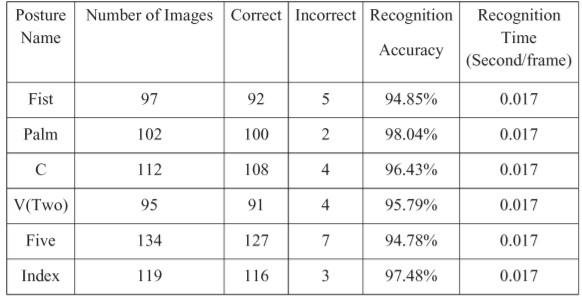 Posture Name Number of Images Correct Incorrect Recognition Accuracy Recognition Time (Second/frame)
Fist 97 92 5 94.85% 0.017
Palm 102 100 2 98.04% 0.017
C 112 108 4 96.43% 0.017
V(Two) 95 91 4 95.79% 0.017
Five 134 127 7 94.78% 0.017
Index 119 116 3 97.48% 0.017